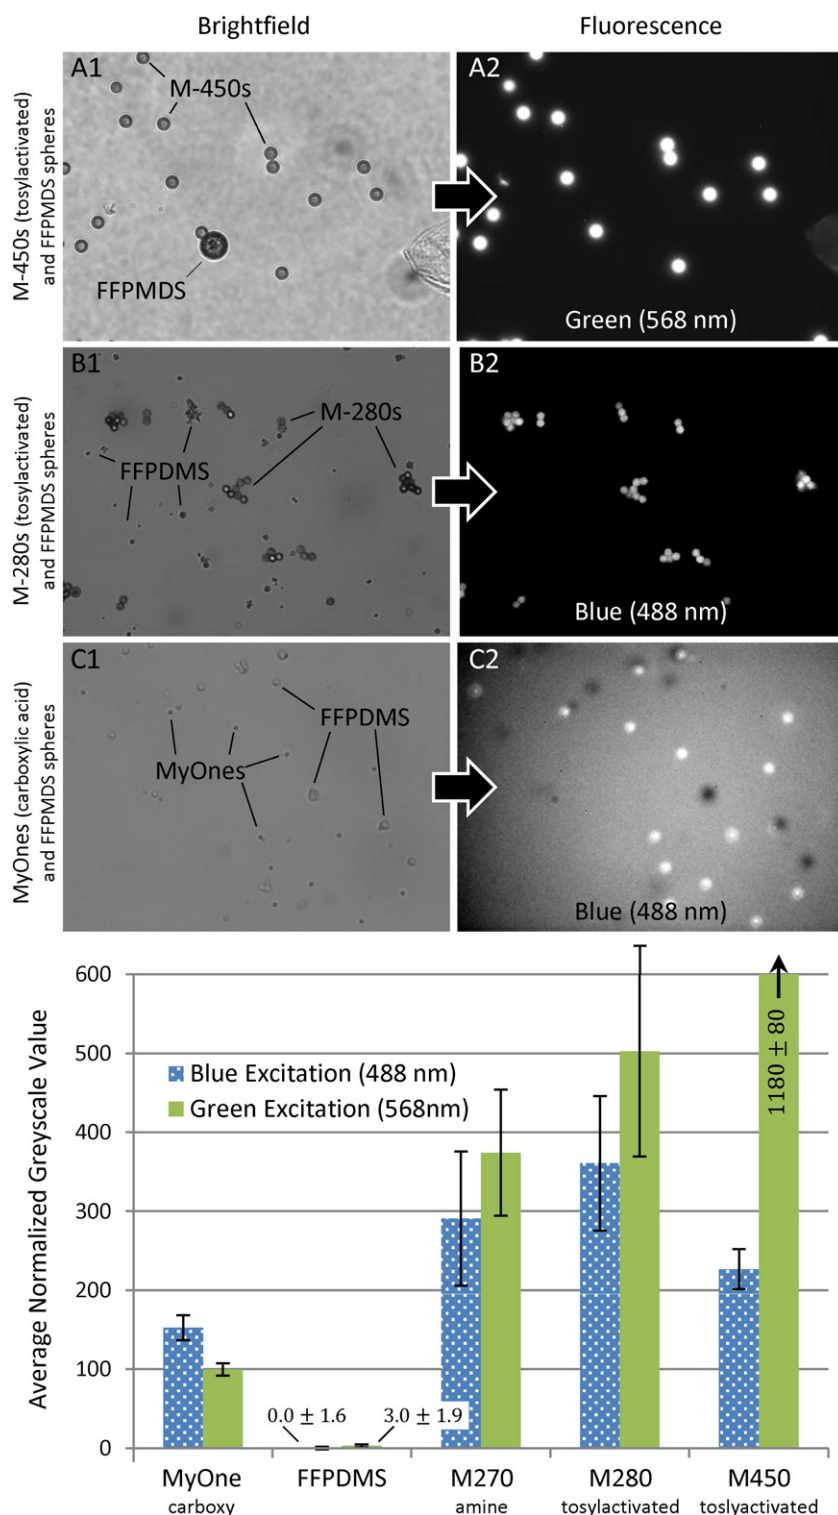 Brightfield
Fluorescence
M-450s (tosylactivated)
and FFPMDS spheres
A1
M-450s
FFPMDS
A2
Green (568 nm)
M-280s (tosylactivated)
and FFPMDS spheres
B1
M-280s
FFPDMS
B2
Blue (488 nm)
MyOnes (carboxylic acid)
and FFPMDS spheres
C1
FFPDMS
MyOnes
C2
Blue (488 nm)
Average Normalized Greyscale Value
600
500
400
300
200
100
0
Blue Excitation (488 nm)
Green Excitation (568nm)
1180 ± 80
0.0 ± 1.6
3.0 ± 1.9
MyOne
carboxy
FFPDMS
M270
amine
M280
tosylactivated
M450
toslyactivated